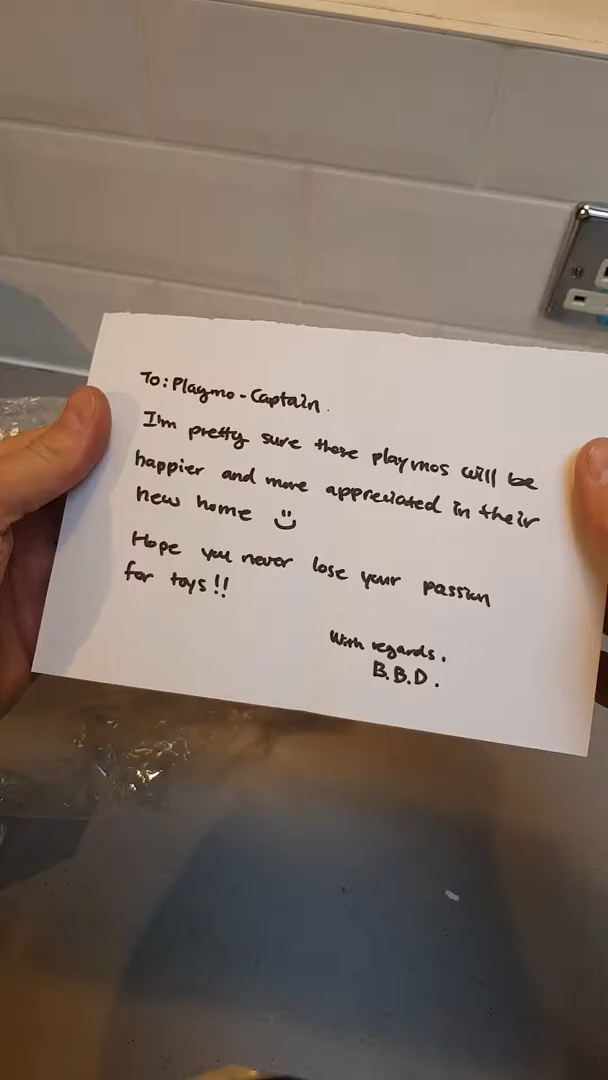 To: Playmo-Captain.
I'm pretty sure those playmos will be
happier and more appreciated in their
new home :)
Hope you never lose your passion
for toys!!
With regards.
B.B.D.